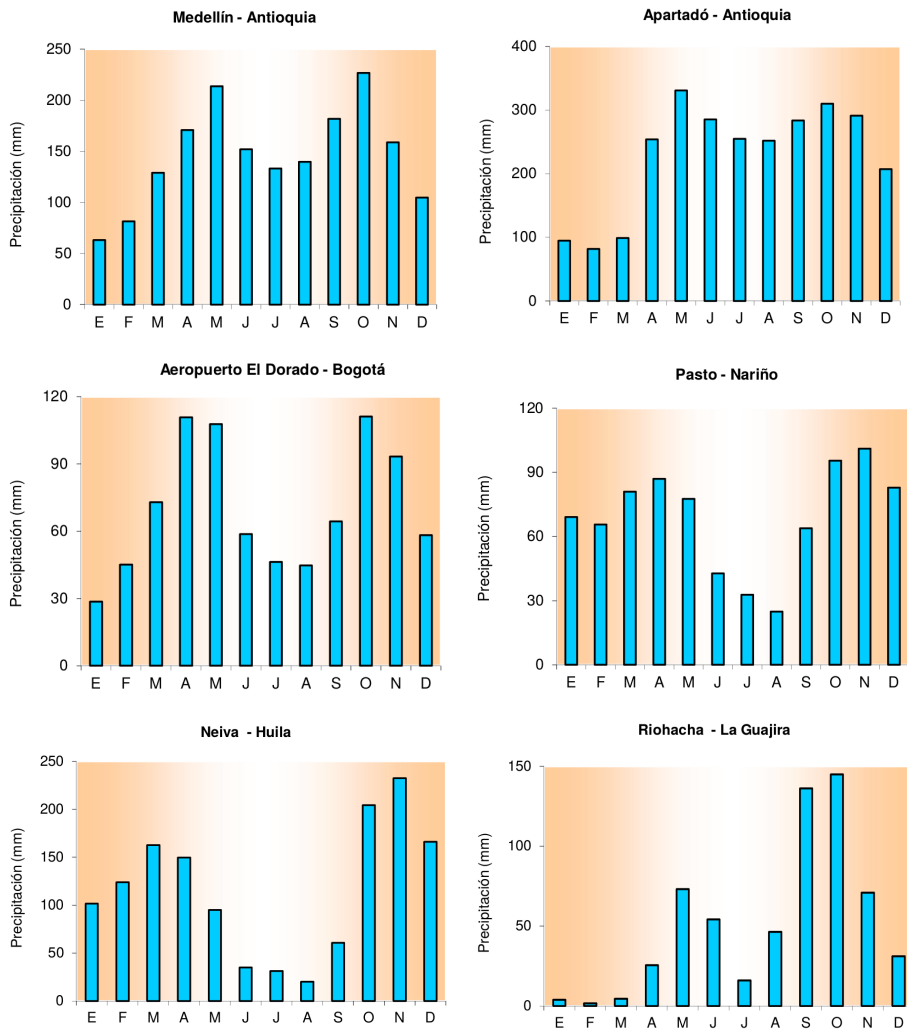 Medellín - Antioquia
Precipitación (mm)
250
200
150
100
50
0
E F M A M J J A S O N D
Apartadó - Antioquia
Precipitación (mm)
400
300
200
100
0
E F M A M J J A S O N D
Aeropuerto El Dorado - Bogotá
Precipitación (mm)
120
90
60
30
0
E F M A M J J A S O N D
Pasto - Nariño
Precipitación (mm)
120
90
60
30
0
E F M A M J J A S O N D
Neiva - Huila
Precipitación (mm)
250
200
150
100
50
0
E F M A M J J A S O N D
Riohacha - La Guajira
Precipitación (mm)
150
100
50
0
E F M A M J J A S O N D